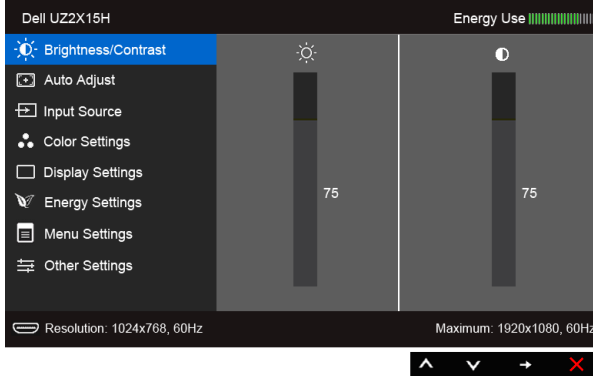 Dell UZ2X15H Energy Use
Brightness/Contrast
Auto Adjust
Input Source
Color Settings
Display Settings
75 75
Energy Settings
Menu Settings
Other Settings
Resolution: 1024x768, 60Hz Maximum: 1920x1080, 60Hz